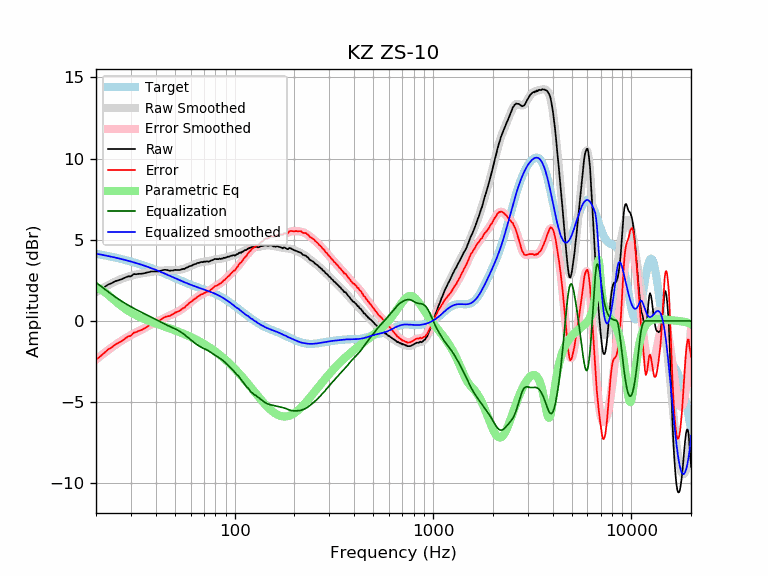 KZ ZS-10
Amplitude (dBr)
15
10
5
0
−5
−10
Target
Raw Smoothed
Error Smoothed
Raw
Error
Parametric Eq
Equalization
Equalized smoothed
100
1000
10000
Frequency (Hz)